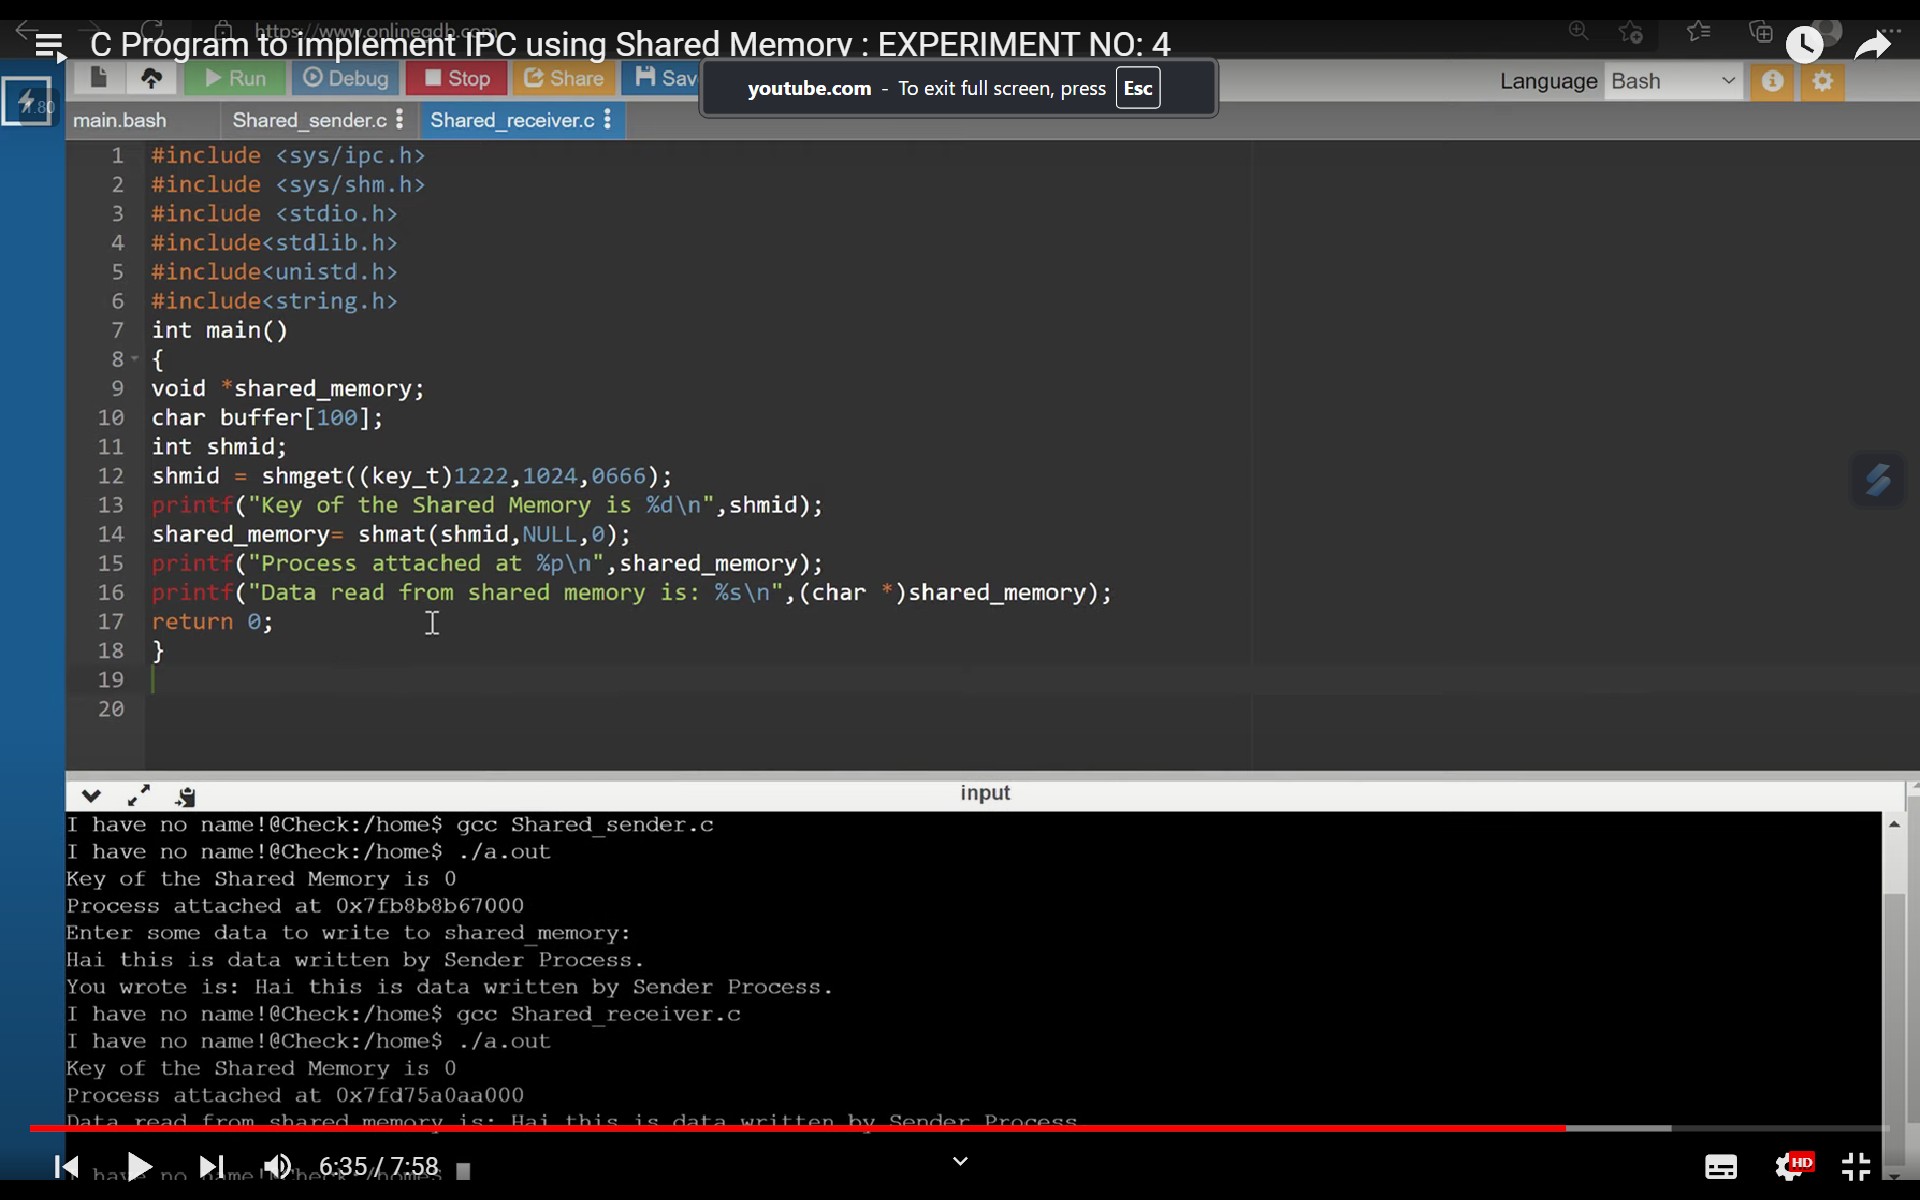 https://www.onlinegdb.com
C Program to implement IPC using Shared Memory : EXPERIMENT NO: 4
Run Debug Stop Share Sav
youtube.com - To exit full screen, press Esc
Language Bash
main.bash Shared_sender.c Shared_receiver.c
1 #include <sys/ipc.h>
2 #include <sys/shm.h>
3 #include <stdio.h>
4 #include<stdlib.h>
5 #include<unistd.h>
6 #include<string.h>
7 int main()
8 {
9 void *shared_memory;
10 char buffer[100];
11 int shmid;
12 shmid = shmget((key_t)1222,1024,0666);
13 printf("Key of the Shared Memory is %d\n",shmid);
14 shared_memory= shmat(shmid,NULL,0);
15 printf("Process attached at %p\n",shared_memory);
16 printf("Data read from shared memory is: %s\n",(char *)shared_memory);
17 return 0;
18 }
19
20
input
I have no name!@Check:/home$ gcc Shared_sender.c
I have no name!@Check:/home$ ./a.out
Key of the Shared Memory is 0
Process attached at 0x7fb8b8b67000
Enter some data to write to shared_memory:
Hai this is data written by Sender Process.
You wrote is: Hai this is data written by Sender Process.
I have no name!@Check:/home$ gcc Shared_receiver.c
I have no name!@Check:/home$ ./a.out
Key of the Shared Memory is 0
Process attached at 0x7fd75a0aa000
Data read from shared memory is: Hai this is data written by Sender Process.
I have no name!@Check:/home$
6:35 / 7:58
HD